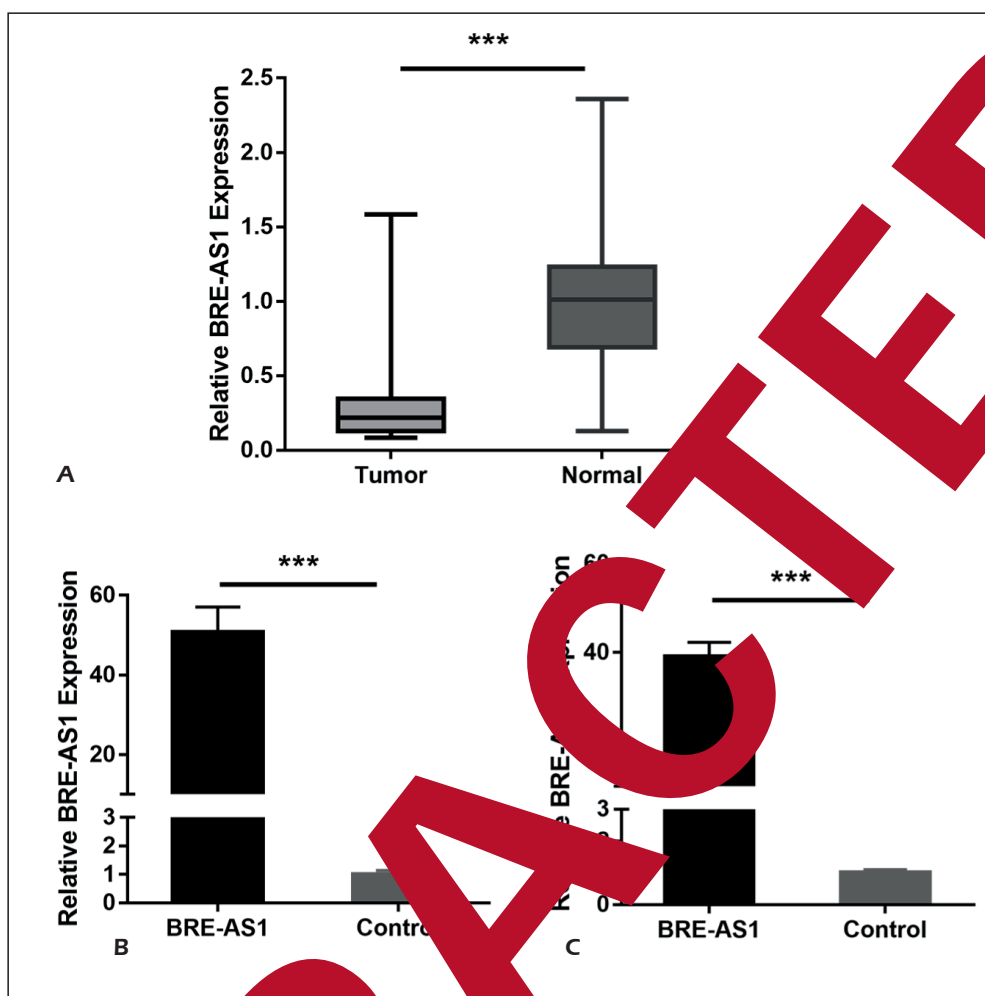 ***
Relative BRE-AS1 Expression
2.5
2.0
1.5
1.0
0.5
0.0
Tumor Normal
A
***
Relative BRE-AS1 Expression
60
40
20
3
2
1
0
BRE-AS1
B
***
40
3
0
BRE-AS1 Control
C